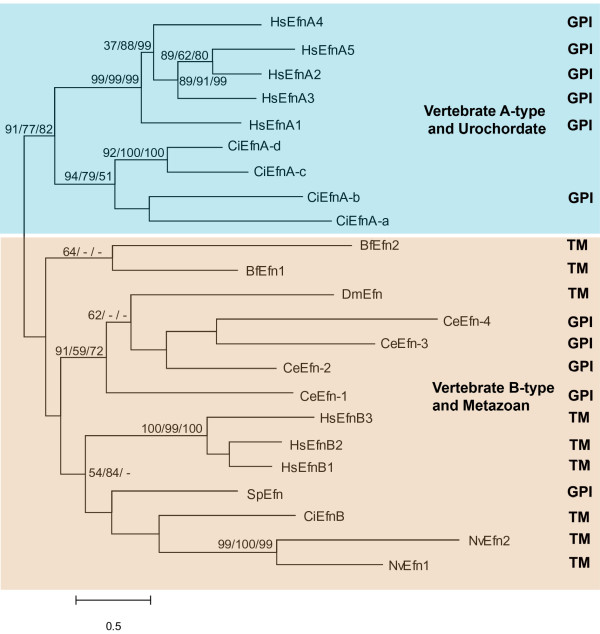 HsEfnA4 GPI
37/88/99
HsEfnA5 GPI
89/62/80
HsEfnA2 GPI
99/99/99 89/91/99
HsEfnA3 GPI
Vertebrate A-type
and Urochordate
HsEfnA1 GPI
91/77/82
CiEfnA-d
92/100/100
CiEfnA-c
94/79/51
CiEfnA-b GPI
CiEfnA-a
BfEfn2 TM
64/ - / -
BfEfn1 TM
DmEfn TM
62/ - / -
CeEfn-4 GPI
CeEfn-3 GPI
91/59/72
CeEfn-2 GPI
Vertebrate B-type
and Metazoan
CeEfn-1 GPI
HsEfnB3 TM
100/99/100
HsEfnB2 TM
HsEfnB1 TM
54/84/ -
SpEfn GPI
CiEfnB TM
NvEfn2 TM
99/100/99
NvEfn1 TM
0.5